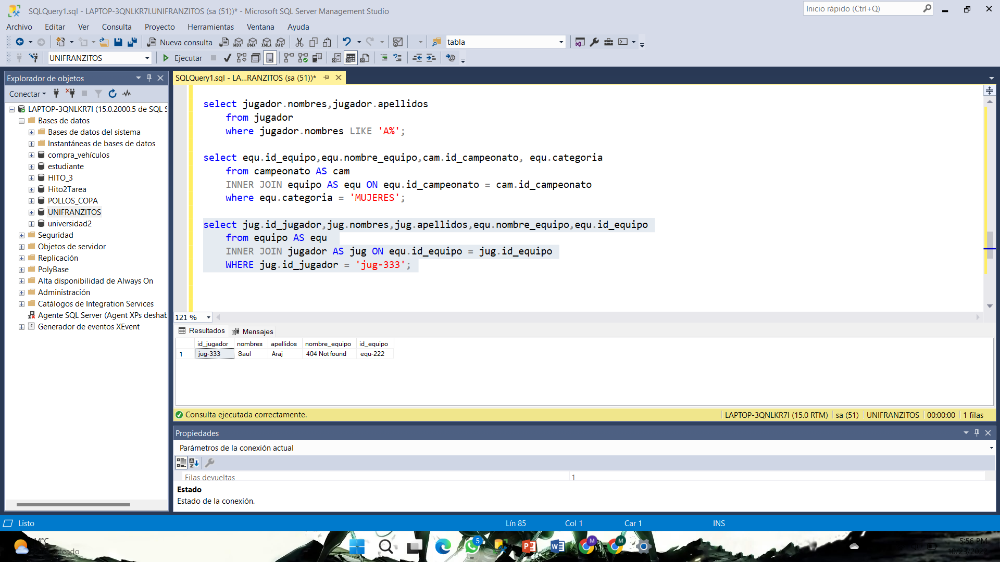 SQLQuery1.sql - LAPTOP-3QNLKR7I.UNIFRANZITOS (sa (51))* - Microsoft SQL Server Management Studio
Inicio rápido (Ctrl+Q)
Archivo Editar Ver Consulta Proyecto Herramientas Ventana Ayuda
Nueva consulta MDX DMX XMLA DAX tabla
UNIFRANZITOS Ejecutar
Explorador de objetos
Conectar
LAPTOP-3QNLKR7I (15.0.2000.5 de SQL S
Bases de datos
Bases de datos del sistema
Instantáneas de bases de datos
compra_vehículos
estudiante
HITO_3
Hito2Tarea
POLLOS_COPA
UNIFRANZITOS
universidad2
Seguridad
Objetos de servidor
Replicación
PolyBase
Alta disponibilidad de Always On
Administración
Catálogos de Integration Services
Agente SQL Server (Agent XPs deshab
Generador de eventos XEvent
SQLQuery1.sql - LA...RANZITOS (sa (51))*
select jugador.nombres,jugador.apellidos
from jugador
where jugador.nombres LIKE 'A%';
select equ.id_equipo,equ.nombre_equipo,cam.id_campeonato, equ.categoria
from campeonato AS cam
INNER JOIN equipo AS equ ON equ.id_campeonato = cam.id_campeonato
where equ.categoria = 'MUJERES';
select jug.id_jugador,jug.nombres,jug.apellidos,equ.nombre_equipo,equ.id_equipo
from equipo AS equ
INNER JOIN jugador AS jug ON equ.id_equipo = jug.id_equipo
WHERE jug.id_jugador = 'jug-333';
121 %
Resultados Mensajes
id_jugador nombres apellidos nombre_equipo id_equipo
1 jug-333 Saul Araj 404 Not found equ-222
Consulta ejecutada correctamente.
LAPTOP-3QNLKR7I (15.0 RTM) sa (51) UNIFRANZITOS 00:00:00 1 filas
Propiedades
Parámetros de la conexión actual
Filas devueltas 1
Estado
Estado de la conexión.
Listo Lín 85 Col 1 Car 1 INS
5
M
M
5:56 PM